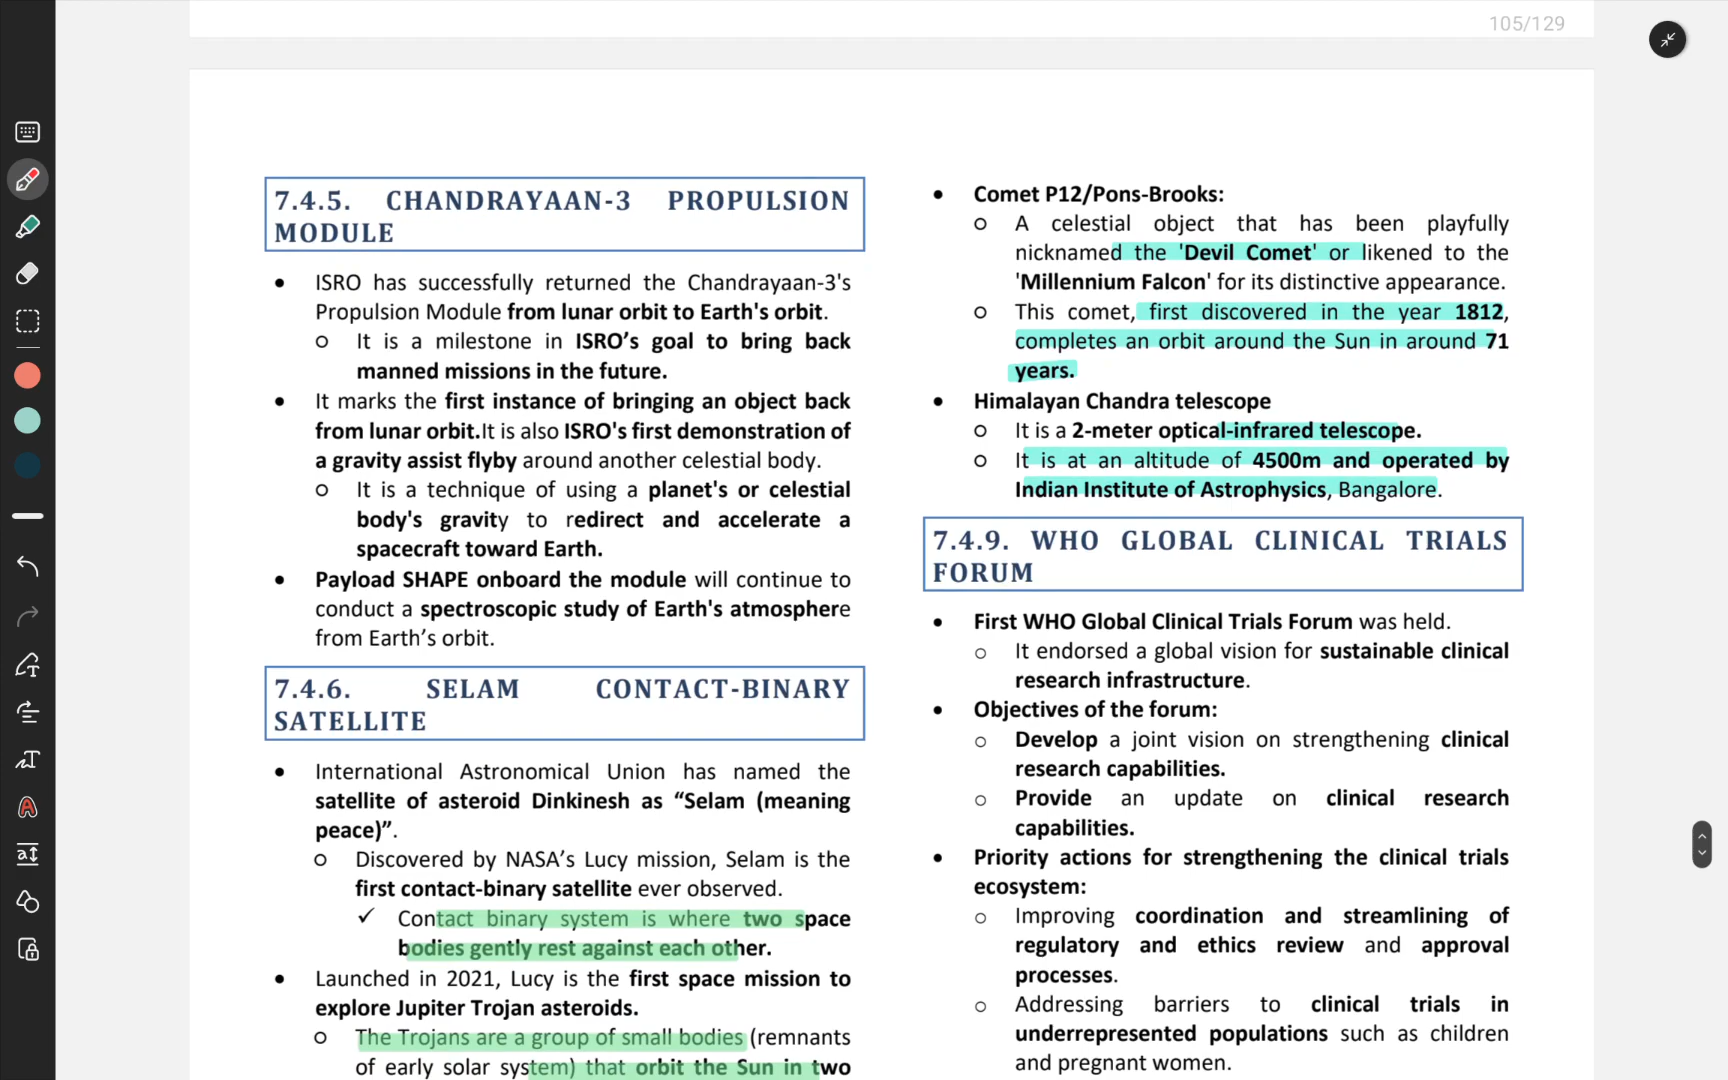 105/129
7.4.5. CHANDRAYAAN-3 PROPULSION
MODULE
• ISRO has successfully returned the Chandrayaan-3's
Propulsion Module from lunar orbit to Earth's orbit.
o It is a milestone in ISRO’s goal to bring back
manned missions in the future.
• It marks the first instance of bringing an object back
from lunar orbit.It is also ISRO's first demonstration of
a gravity assist flyby around another celestial body.
o It is a technique of using a planet's or celestial
body's gravity to redirect and accelerate a
spacecraft toward Earth.
• Payload SHAPE onboard the module will continue to
conduct a spectroscopic study of Earth's atmosphere
from Earth’s orbit.
7.4.6. SELAM CONTACT-BINARY
SATELLITE
• International Astronomical Union has named the
satellite of asteroid Dinkinesh as “Selam (meaning
peace)”.
o Discovered by NASA’s Lucy mission, Selam is the
first contact-binary satellite ever observed.
✓ Contact binary system is where two space
bodies gently rest against each other.
• Launched in 2021, Lucy is the first space mission to
explore Jupiter Trojan asteroids.
o The Trojans are a group of small bodies (remnants
of early solar system) that orbit the Sun in two
• Comet P12/Pons-Brooks:
o A celestial object that has been playfully
nicknamed the 'Devil Comet' or likened to the
'Millennium Falcon' for its distinctive appearance.
o This comet, first discovered in the year 1812,
completes an orbit around the Sun in around 71
years.
• Himalayan Chandra telescope
o It is a 2-meter optical-infrared telescope.
o It is at an altitude of 4500m and operated by
Indian Institute of Astrophysics, Bangalore.
7.4.9. WHO GLOBAL CLINICAL TRIALS
FORUM
• First WHO Global Clinical Trials Forum was held.
o It endorsed a global vision for sustainable clinical
research infrastructure.
• Objectives of the forum:
o Develop a joint vision on strengthening clinical
research capabilities.
o Provide an update on clinical research
capabilities.
• Priority actions for strengthening the clinical trials
ecosystem:
o Improving coordination and streamlining of
regulatory and ethics review and approval
processes.
o Addressing barriers to clinical trials in
underrepresented populations such as children
and pregnant women.